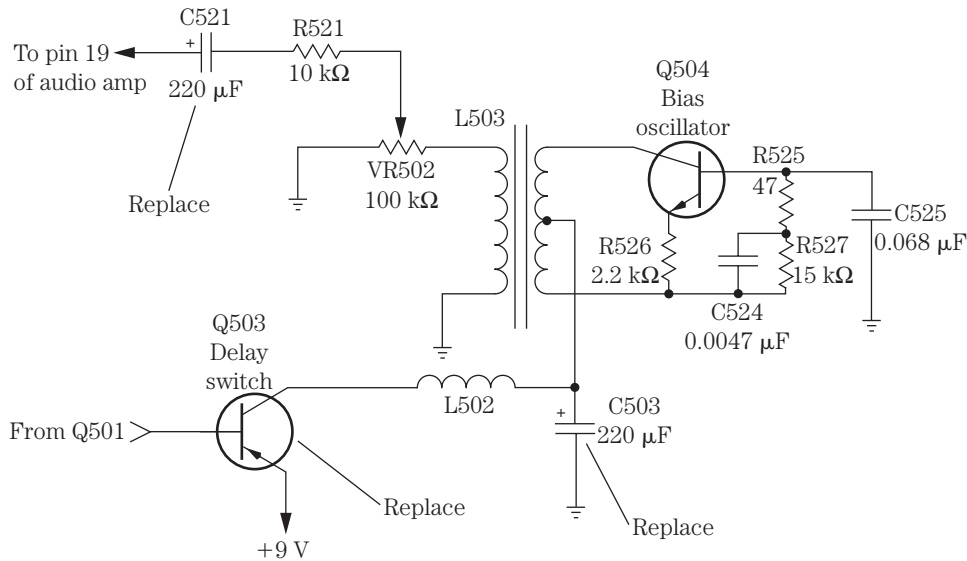 C521
+
R521
To pin 19
of audio amp
10 kΩ
220 µF
Replace
VR502
100 kΩ
L503
Q504
Bias
oscillator
R525
47
C525
0.068 µF
R526
2.2 kΩ
R527
15 kΩ
C524
0.0047 µF
Q503
Delay
switch
From Q501
L502
+
C503
220 µF
Replace
Replace
+9 V